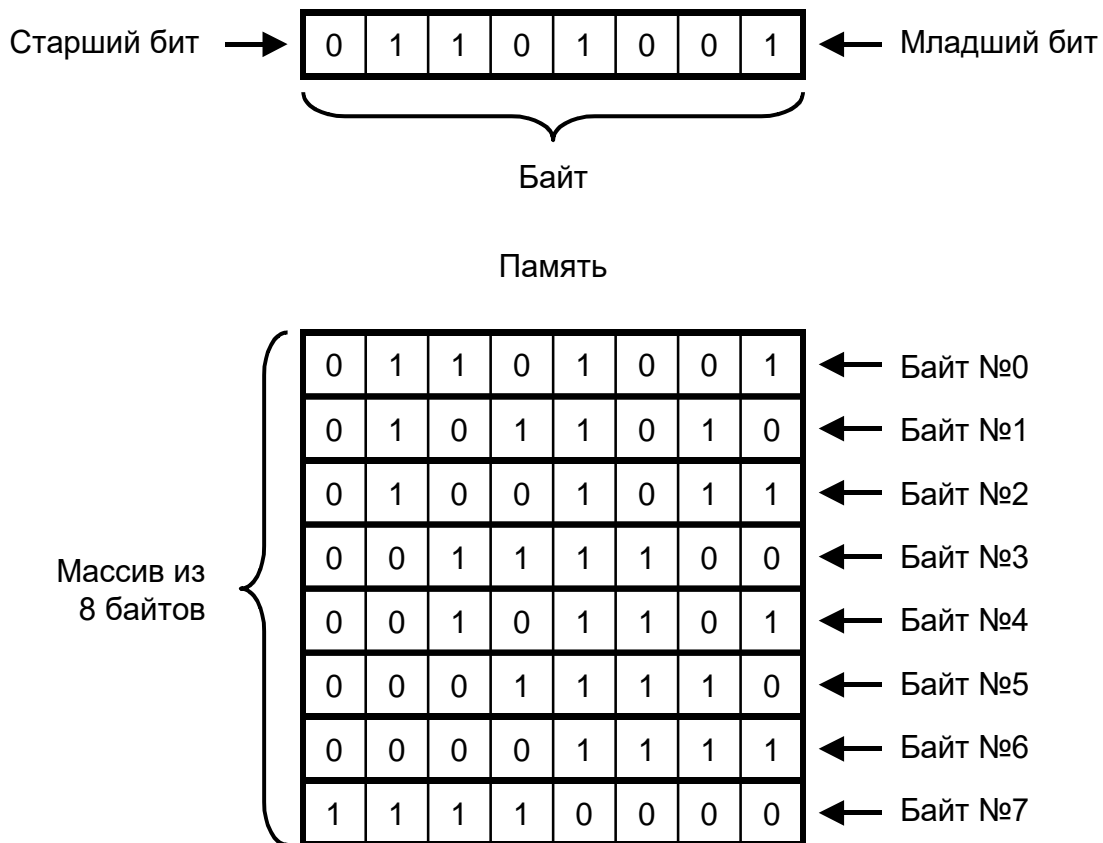 Старший бит 0 1 1 0 1 0 0 1 Младший бит
Байт
Память
0 1 1 0 1 0 0 1 Байт №0
0 1 0 1 1 0 1 0 Байт №1
0 1 0 0 1 0 1 1 Байт №2
0 0 1 1 1 1 0 0 Байт №3
Массив из
8 байтов
0 0 1 0 1 1 0 1 Байт №4
0 0 0 1 1 1 1 0 Байт №5
0 0 0 0 1 1 1 1 Байт №6
1 1 1 1 0 0 0 0 Байт №7